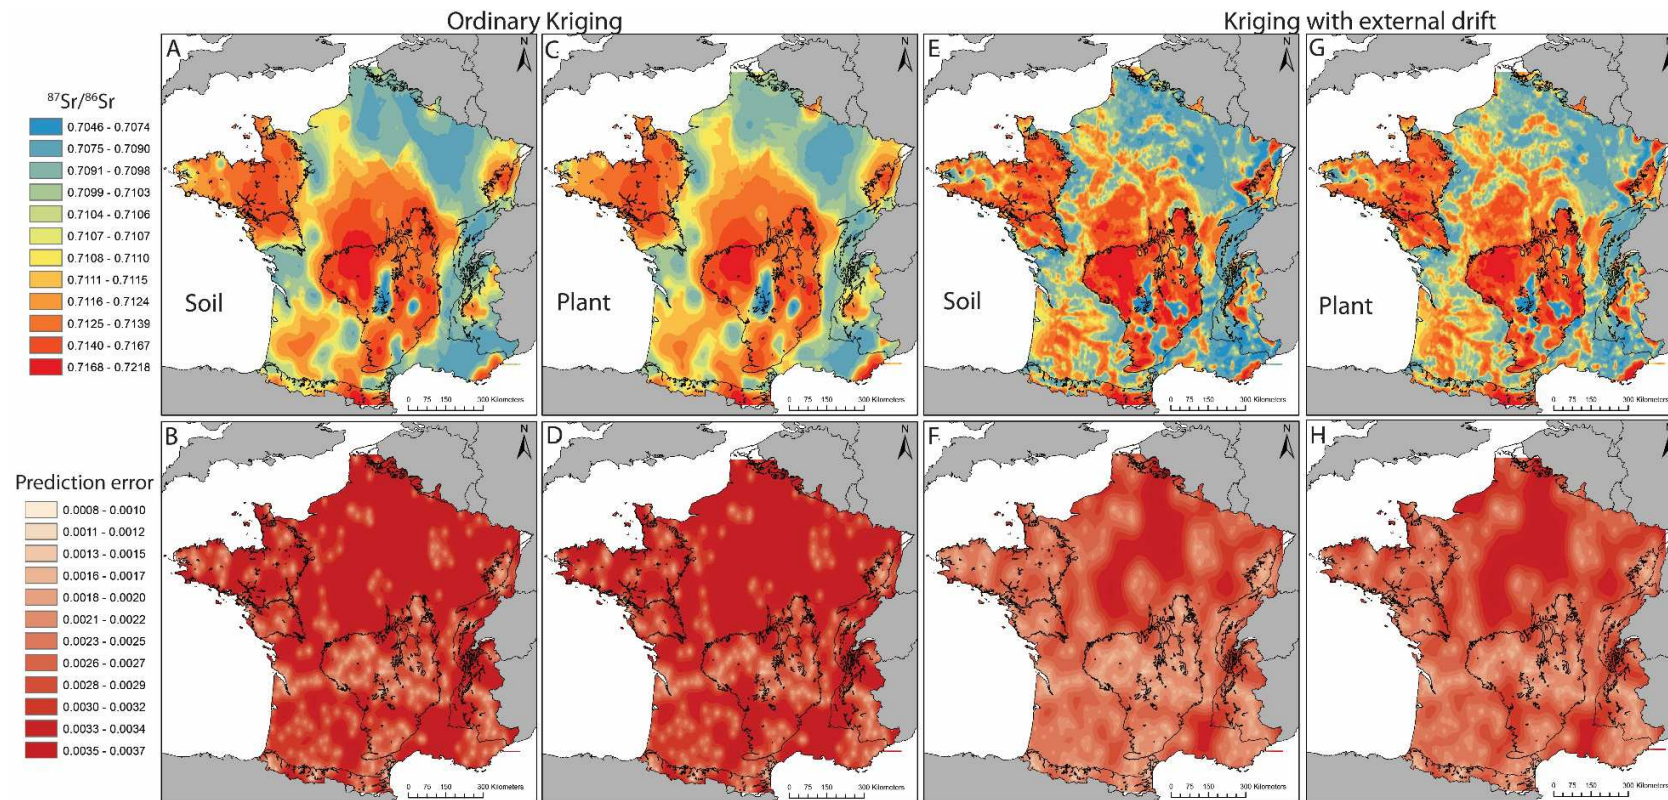 Ordinary Kriging
Kriging with external drift
A
N
C
N
E
N
G
N
87Sr/86Sr
0.7046 - 0.7074
0.7075 - 0.7090
0.7091 - 0.7098
0.7099 - 0.7103
0.7104 - 0.7106
0.7107 - 0.7107
0.7108 - 0.7110
0.7111 - 0.7115
0.7116 - 0.7124
0.7125 - 0.7139
0.7140 - 0.7167
0.7168 - 0.7218
Soil
Plant
Soil
Plant
0 75 150 300 Kilometers
0 75 150 300 Kilometers
0 75 150 300 Kilometers
0 75 150 300 Kilometers
B
N
D
N
F
N
H
N
Prediction error
0.0008 - 0.0010
0.0011 - 0.0012
0.0013 - 0.0015
0.0016 - 0.0017
0.0018 - 0.0020
0.0021 - 0.0022
0.0023 - 0.0025
0.0026 - 0.0027
0.0028 - 0.0029
0.0030 - 0.0032
0.0033 - 0.0034
0.0035 - 0.0037
0 75 150 300 Kilometers
0 75 150 300 Kilometers
0 75 150 300 Kilometers
0 75 150 300 Kilometers